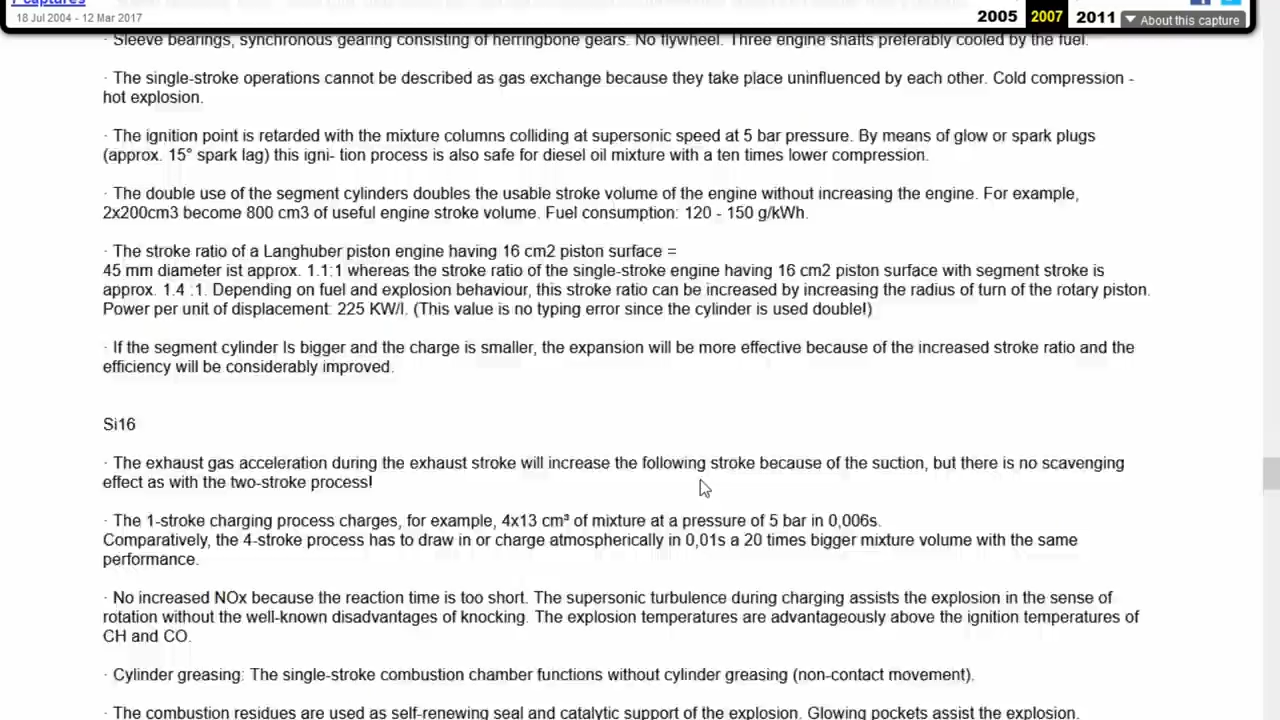 7 captures
18 Jul 2004 - 12 Mar 2017
2005 2007 2011 ▼ About this capture
· Sleeve bearings, synchronous gearing consisting of herringbone gears. No flywheel. Three engine shafts preferably cooled by the fuel.
· The single-stroke operations cannot be described as gas exchange because they take place uninfluenced by each other. Cold compression -
hot explosion.
· The ignition point is retarded with the mixture columns colliding at supersonic speed at 5 bar pressure. By means of glow or spark plugs
(approx. 15° spark lag) this igni- tion process is also safe for diesel oil mixture with a ten times lower compression.
· The double use of the segment cylinders doubles the usable stroke volume of the engine without increasing the engine. For example,
2x200cm3 become 800 cm3 of useful engine stroke volume. Fuel consumption: 120 - 150 g/kWh.
· The stroke ratio of a Langhuber piston engine having 16 cm2 piston surface =
45 mm diameter ist approx. 1.1:1 whereas the stroke ratio of the single-stroke engine having 16 cm2 piston surface with segment stroke is
approx. 1.4 :1. Depending on fuel and explosion behaviour, this stroke ratio can be increased by increasing the radius of turn of the rotary piston.
Power per unit of displacement: 225 KW/l. (This value is no typing error since the cylinder is used double!)
· If the segment cylinder Is bigger and the charge is smaller, the expansion will be more effective because of the increased stroke ratio and the
efficiency will be considerably improved.
Si16
· The exhaust gas acceleration during the exhaust stroke will increase the following stroke because of the suction, but there is no scavenging
effect as with the two-stroke process!
· The 1-stroke charging process charges, for example, 4x13 cm³ of mixture at a pressure of 5 bar in 0,006s.
Comparatively, the 4-stroke process has to draw in or charge atmospherically in 0,01s a 20 times bigger mixture volume with the same
performance.
· No increased NOx because the reaction time is too short. The supersonic turbulence during charging assists the explosion in the sense of
rotation without the well-known disadvantages of knocking. The explosion temperatures are advantageously above the ignition temperatures of
CH and CO.
· Cylinder greasing: The single-stroke combustion chamber functions without cylinder greasing (non-contact movement).
· The combustion residues are used as self-renewing seal and catalytic support of the explosion. Glowing pockets assist the explosion.